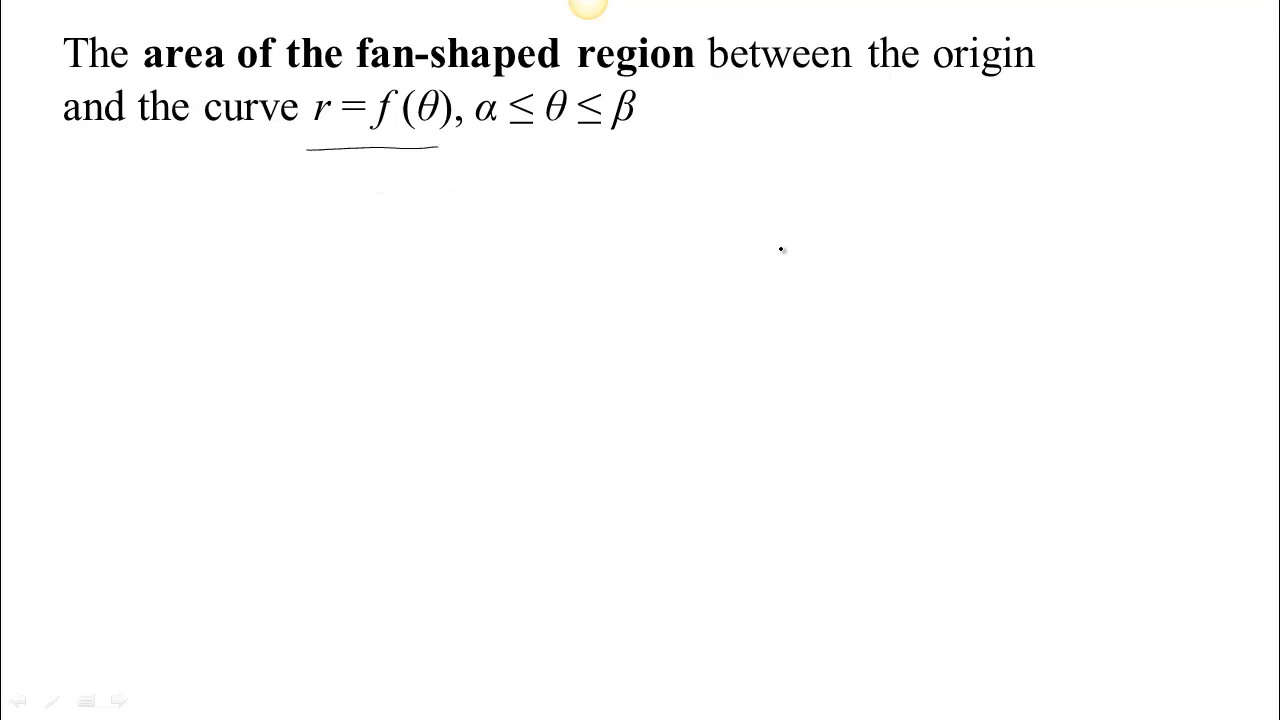 The area of the fan-shaped region between the origin
and the curve r = f (θ), α ≤ θ ≤ β